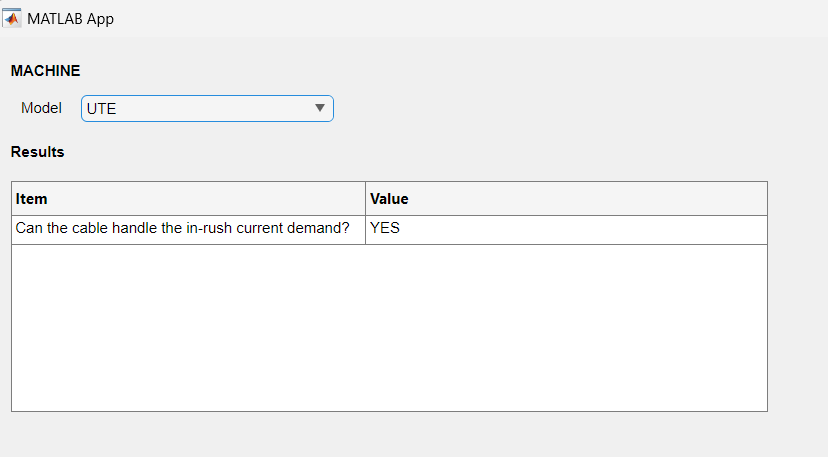 MATLAB App
MACHINE
Model UTE
Results
Item Value
Can the cable handle the in-rush current demand? YES